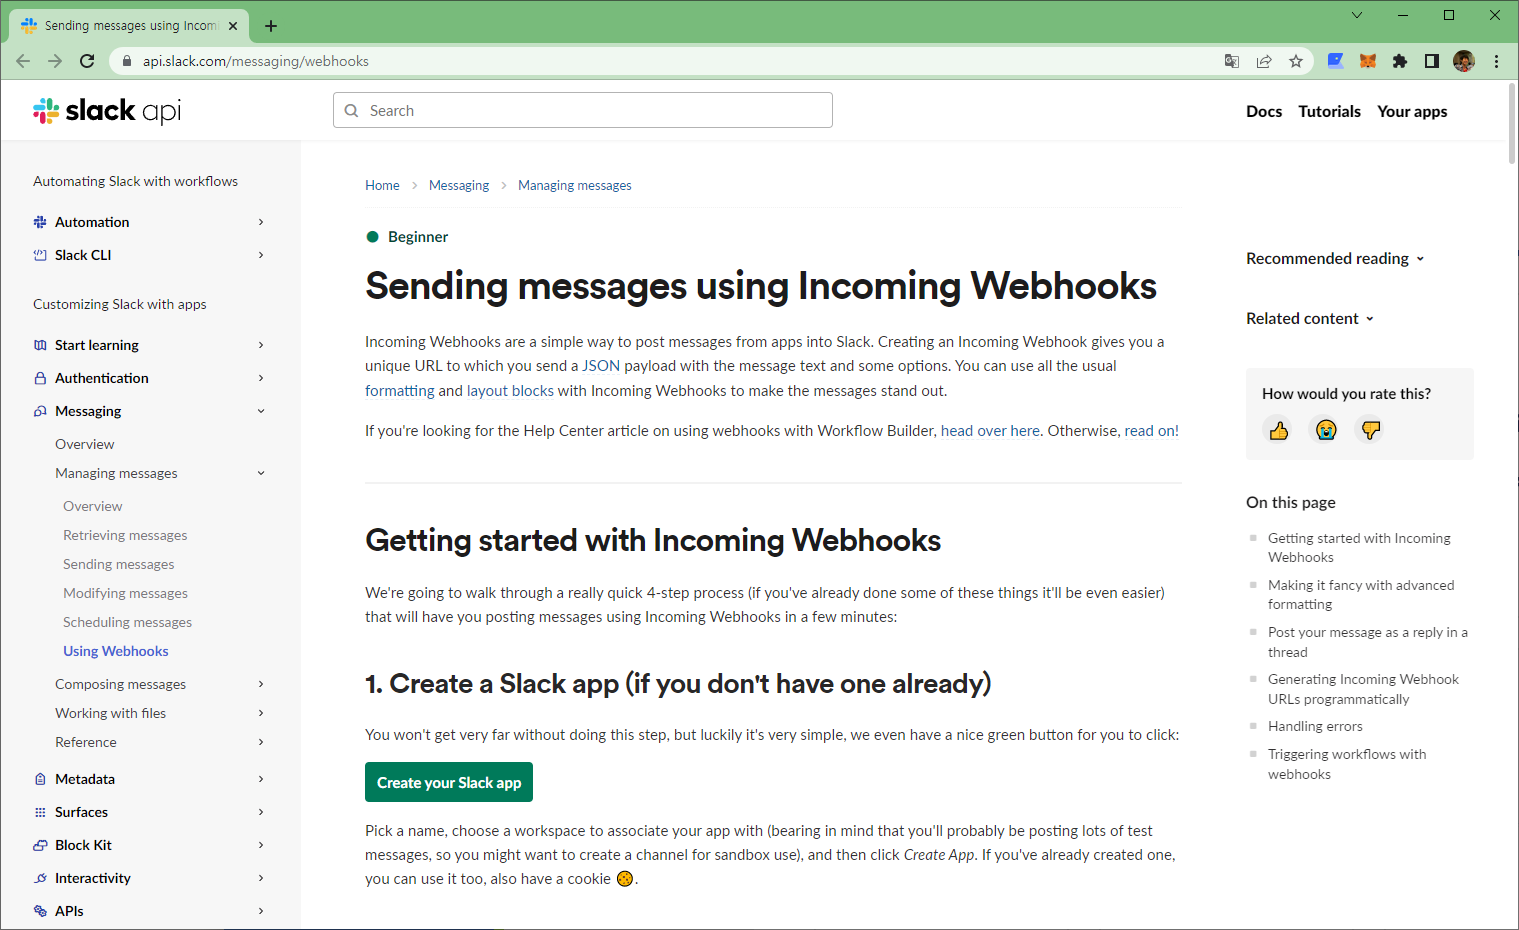 Sending messages using Incom
api.slack.com/messaging/webhooks
slack api
Search
Docs Tutorials Your apps
Automating Slack with workflows
Automation
Slack CLI
Customizing Slack with apps
Start learning
Authentication
Messaging
Overview
Managing messages
Overview
Retrieving messages
Sending messages
Modifying messages
Scheduling messages
Using Webhooks
Composing messages
Working with files
Reference
Metadata
Surfaces
Block Kit
Interactivity
APIs
Home > Messaging > Managing messages
Beginner
Sending messages using Incoming Webhooks
Incoming Webhooks are a simple way to post messages from apps into Slack. Creating an Incoming Webhook gives you a
unique URL to which you send a JSON payload with the message text and some options. You can use all the usual
formatting and layout blocks with Incoming Webhooks to make the messages stand out.
If you're looking for the Help Center article on using webhooks with Workflow Builder, head over here. Otherwise, read on!
Getting started with Incoming Webhooks
We're going to walk through a really quick 4-step process (if you've already done some of these things it'll be even easier)
that will have you posting messages using Incoming Webhooks in a few minutes:
1. Create a Slack app (if you don't have one already)
You won't get very far without doing this step, but luckily it's very simple, we even have a nice green button for you to click:
Create your Slack app
Pick a name, choose a workspace to associate your app with (bearing in mind that you'll probably be posting lots of test
messages, so you might want to create a channel for sandbox use), and then click Create App. If you've already created one,
you can use it too, also have a cookie 🍪.
Recommended reading
Related content
How would you rate this?
On this page
Getting started with Incoming
Webhooks
Making it fancy with advanced
formatting
Post your message as a reply in a
thread
Generating Incoming Webhook
URLs programmatically
Handling errors
Triggering workflows with
webhooks